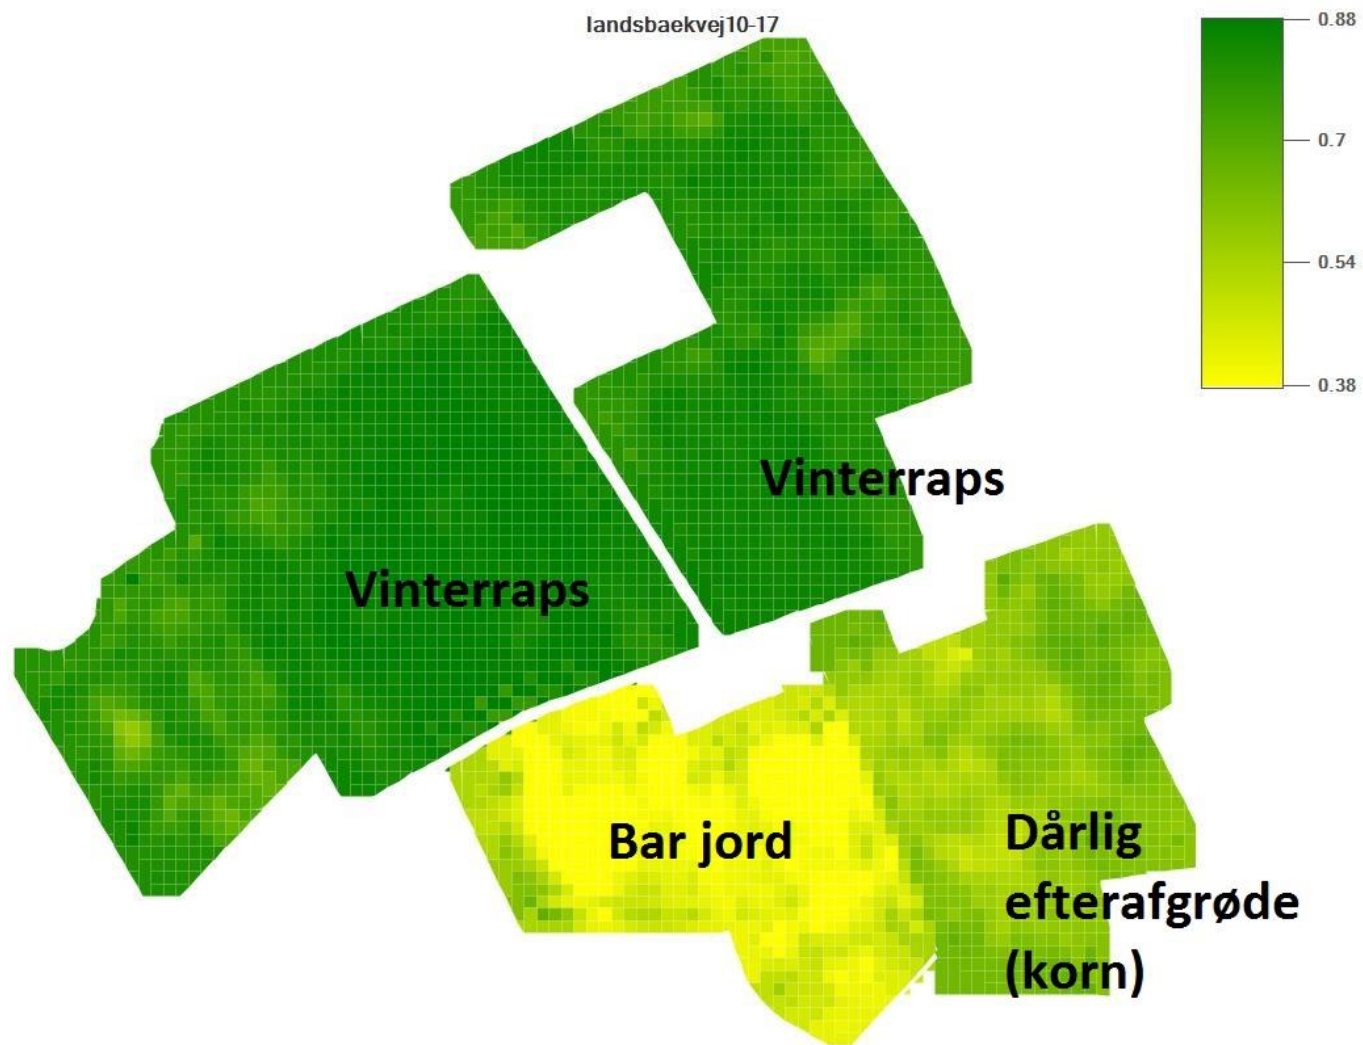 landsbaekvej10-17
0.88
0.7
0.54
0.38
Vinterraps
Vinterraps
Bar jord
Dårlig
efterafgrøde
(korn)